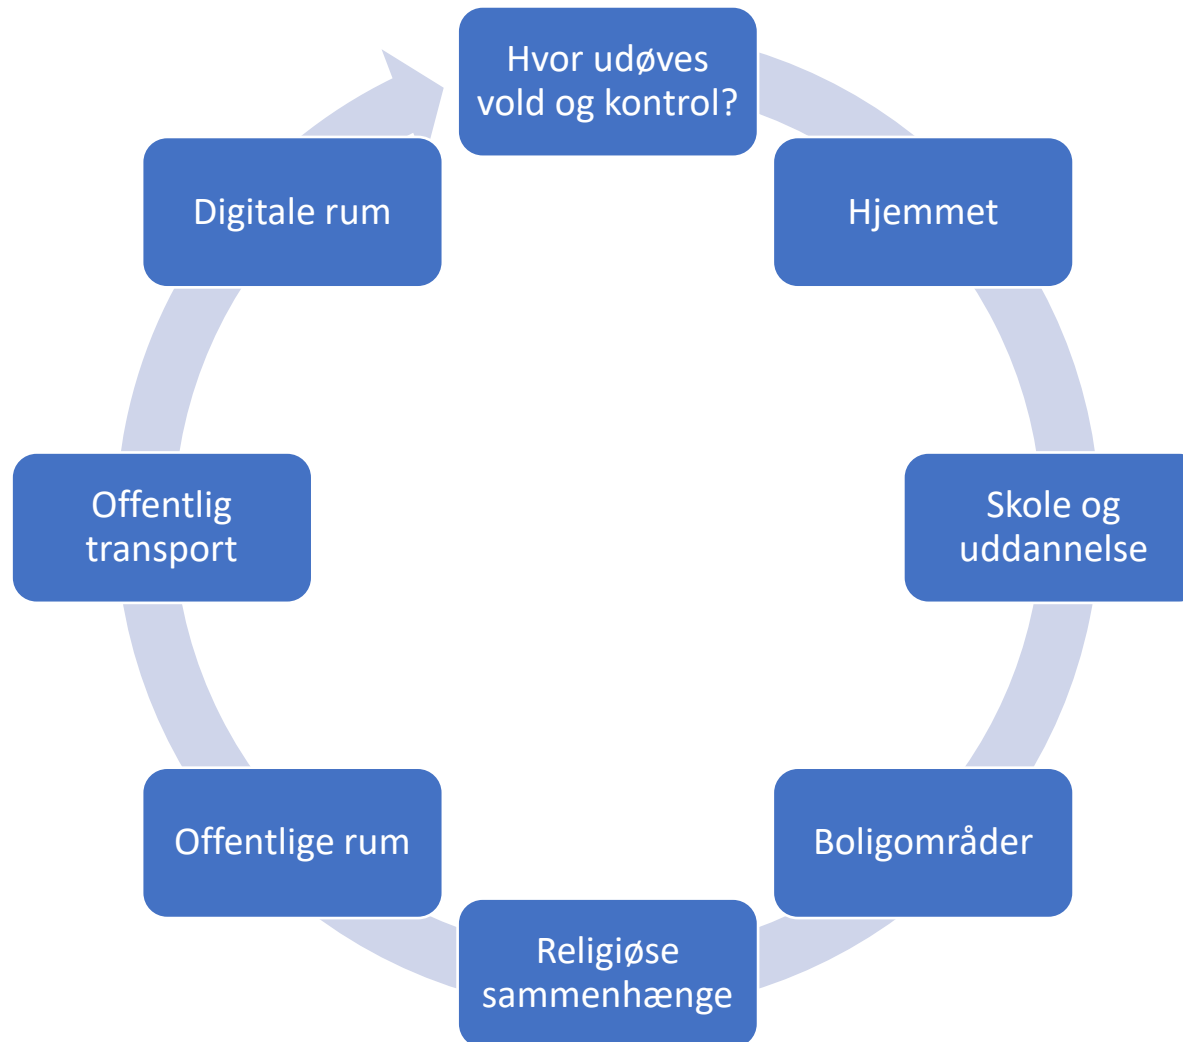 Hvor udøves
vold og kontrol?
Hjemmet
Skole og
uddannelse
Boligområder
Religiøse
sammenhænge
Offentlige rum
Offentlig
transport
Digitale rum